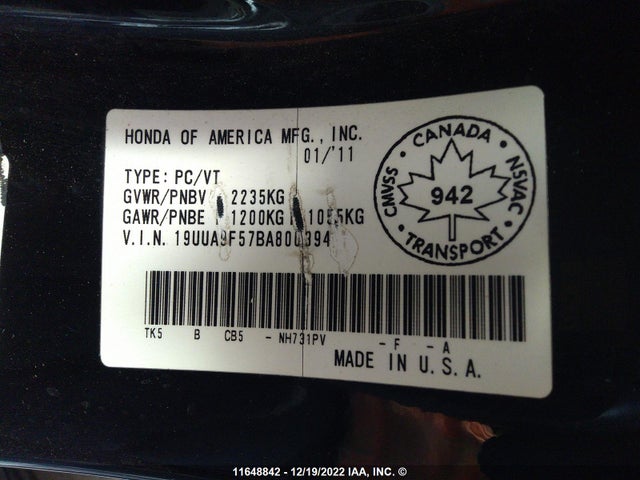 HONDA OF AMERICA MFG., INC.
01/'11
TYPE: PC/VT
GVWR/PNBV 2235KG
GAWR/PNBE 1200KG 1055KG
V.I.N.
CANADA
CMVSS
NSVAC
942
TRANSPORT
TK5 B CB5 - NH731PV - F - A
MADE IN U.S.A.
11648842 - 12/19/2022 IAA, INC. ©